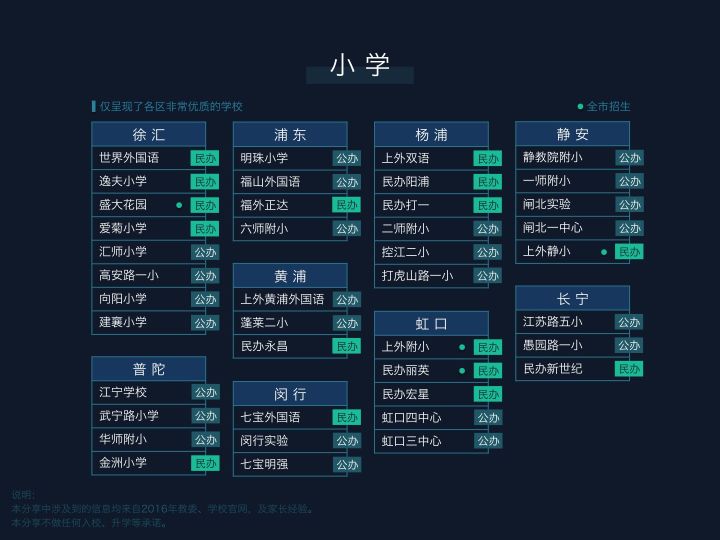 小学
仅呈现了各区非常优质的学校
全市招生
徐汇
世界外国语 民办
逸夫小学 民办
盛大花园 民办
爱菊小学 民办
汇师小学 公办
高安路一小 公办
向阳小学 公办
建襄小学 公办
普陀
江宁学校 公办
武宁路小学 公办
华师附小 公办
金洲小学 民办
浦东
明珠小学 公办
福山外国语 公办
福外正达 民办
六师附小 公办
黄浦
上外黄浦外国语 公办
蓬莱二小 公办
民办永昌 民办
闵行
七宝外国语 民办
闵行实验 公办
七宝明强 公办
杨浦
上外双语 民办
民办阳浦 民办
民办打一 民办
二师附小 公办
控江二小 公办
打虎山路一小 公办
虹口
上外附小 民办
民办丽英 民办
民办宏星 民办
虹口四中心 公办
虹口三中心 公办
静安
静教院附小 公办
一师附小 公办
闸北实验 公办
闸北一中心 公办
上外静小 民办
长宁
江苏路五小 公办
愚园路一小 公办
民办新世纪 民办
说明：
本分享中涉及到的信息均来自2016年教委、学校官网、及家长经验。
本分享不做任何入校、升学等承诺。